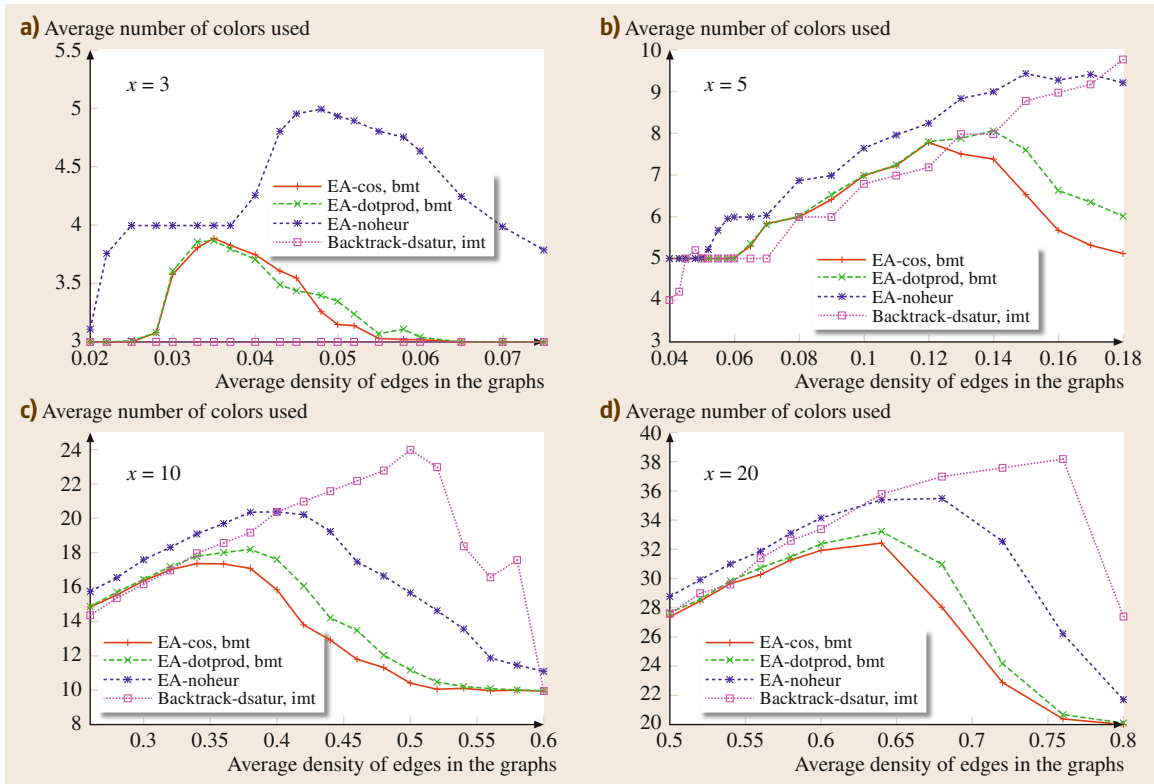 a) Average number of colors used
5.5
5
4.5
4
3.5
3
x = 3
EA-cos, bmt
EA-dotprod, bmt
EA-noheur
Backtrack-dsatur, imt
0.02 0.03 0.04 0.05 0.06 0.07
Average density of edges in the graphs
b) Average number of colors used
10
9
8
7
6
5
4
3
x = 5
EA-cos, bmt
EA-dotprod, bmt
EA-noheur
Backtrack-dsatur, imt
0.04 0.06 0.08 0.1 0.12 0.14 0.16 0.18
Average density of edges in the graphs
c) Average number of colors used
24
22
20
18
16
14
12
10
8
x = 10
EA-cos, bmt
EA-dotprod, bmt
EA-noheur
Backtrack-dsatur, imt
0.3 0.35 0.4 0.45 0.5 0.55 0.6
Average density of edges in the graphs
d) Average number of colors used
40
38
36
34
32
30
28
26
24
22
20
x = 20
EA-cos, bmt
EA-dotprod, bmt
EA-noheur
Backtrack-dsatur, imt
0.5 0.55 0.6 0.65 0.7 0.75 0.8
Average density of edges in the graphs